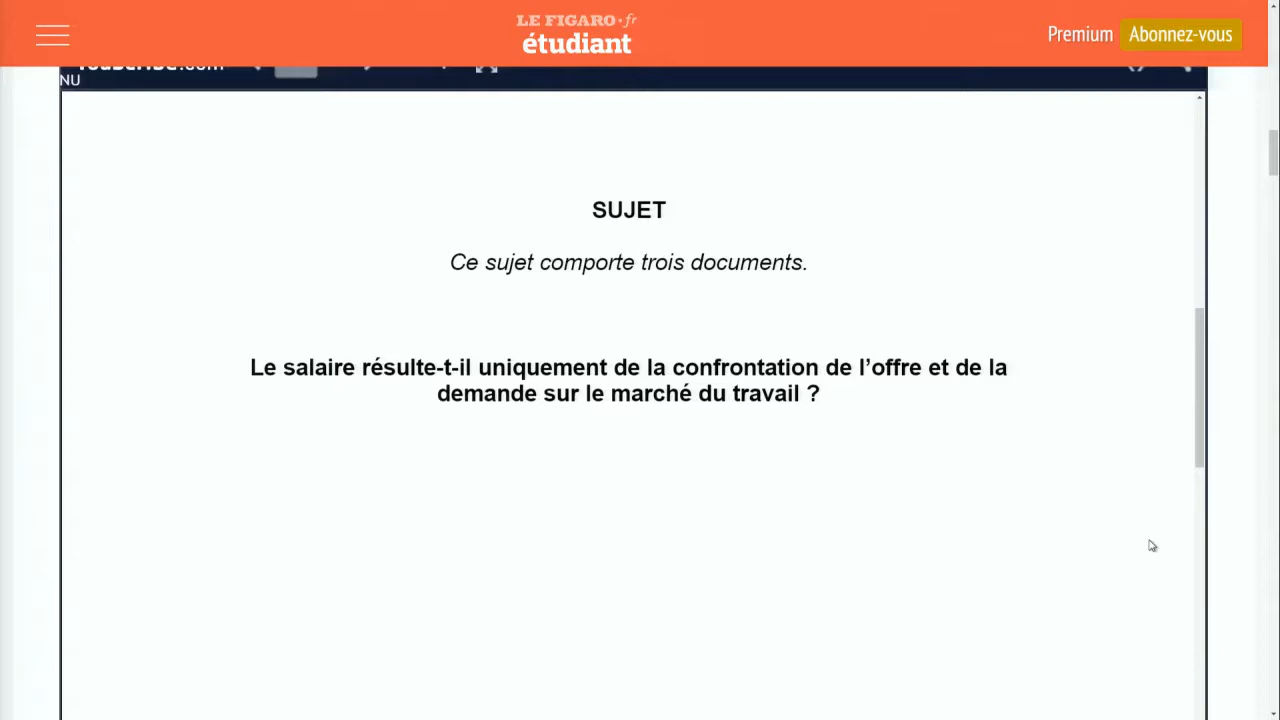 LE FIGARO·fr
étudiant
Premium
Abonnez-vous
NU
SUJET
Ce sujet comporte trois documents.
Le salaire résulte-t-il uniquement de la confrontation de l’offre et de la
demande sur le marché du travail ?